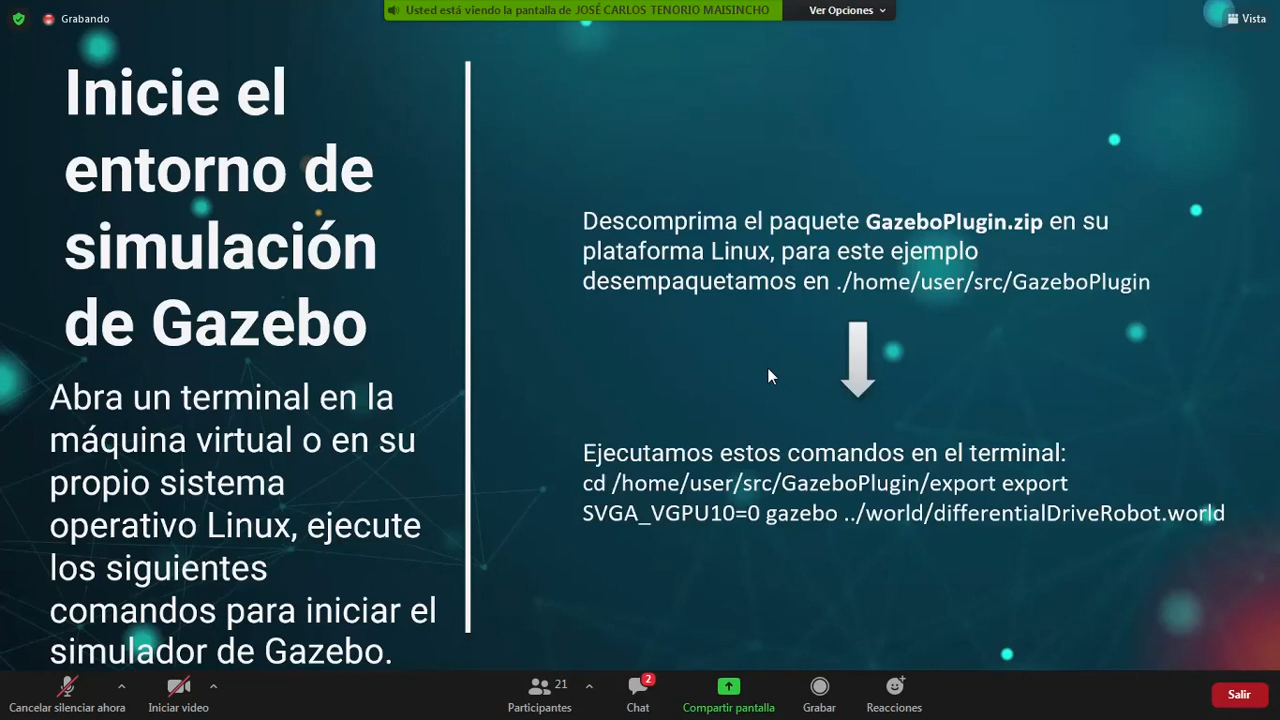 Grabando
Usted está viendo la pantalla de JOSÉ CARLOS TENORIO MAISINCHO
Ver Opciones
Vista
Inicie el
entorno de
simulación
de Gazebo
Abra un terminal en la
máquina virtual o en su
propio sistema
operativo Linux, ejecute
los siguientes
comandos para iniciar el
simulador de Gazebo.
Descomprima el paquete GazeboPlugin.zip en su
plataforma Linux, para este ejemplo
desempaquetamos en ./home/user/src/GazeboPlugin
Ejecutamos estos comandos en el terminal:
cd /home/user/src/GazeboPlugin/export export
SVGA_VGPU10=0 gazebo ../world/differentialDriveRobot.world
Cancelar silenciar ahora
Iniciar video
21
Participantes
2
Chat
Compartir pantalla
Grabar
Reacciones
Salir